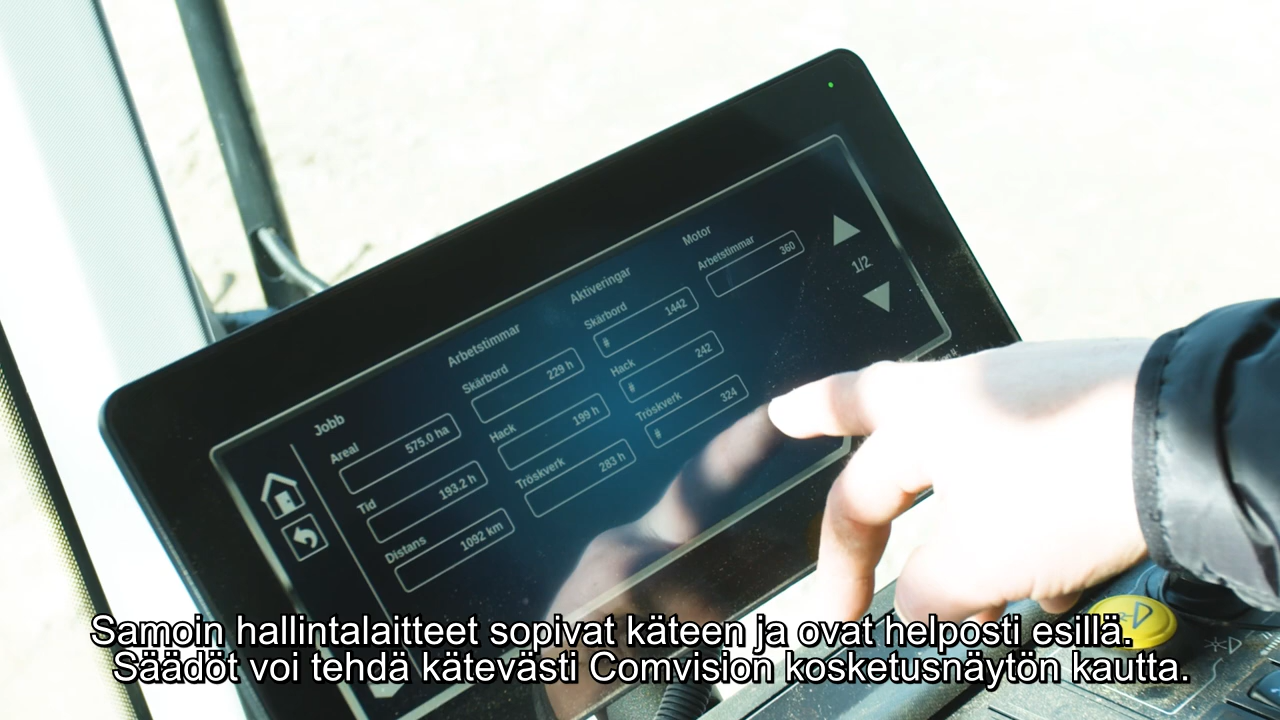 Jobb
Areal
575.0 ha
Tid
193.2 h
Distans
1092 km
Arbetstimmar
Skärbord
229 h
Hack
199 h
Tröskverk
283 h
Aktiveringar
Skärbord
# 1442
Hack
# 242
Tröskverk
# 324
Motor
Arbetstimmar
360
1/2
Samoin hallintalaitteet sopivat käteen ja ovat helposti esillä.
Säädöt voi tehdä kätevästi Comvision kosketusnäytön kautta.